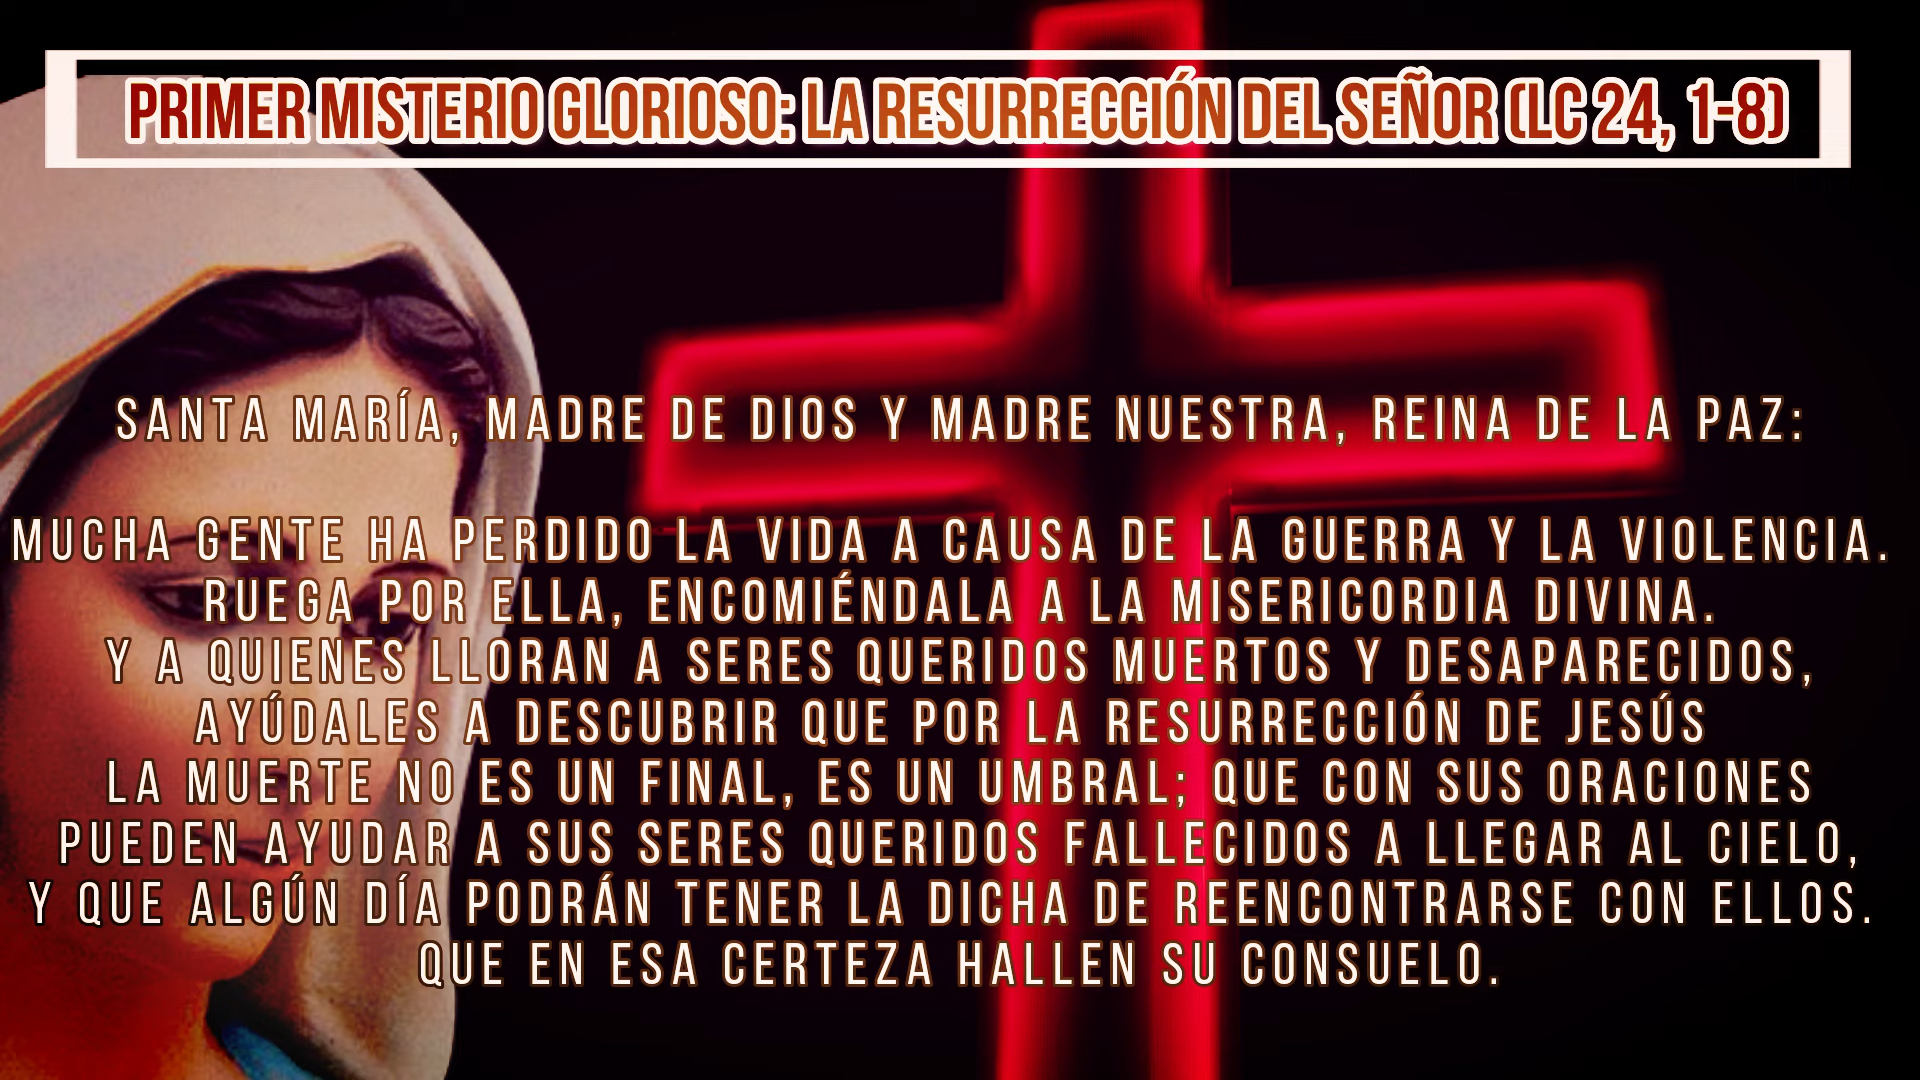 PRIMER MISTERIO GLORIOSO: LA RESURRECCIÓN DEL SEÑOR (LC 24, 1-8)
SANTA MARÍA, MADRE DE DIOS Y MADRE NUESTRA, REINA DE LA PAZ:
MUCHA GENTE HA PERDIDO LA VIDA A CAUSA DE LA GUERRA Y LA VIOLENCIA.
RUEGA POR ELLA, ENCOMIÉNDALA A LA MISERICORDIA DIVINA.
Y A QUIENES LLORAN A SERES QUERIDOS MUERTOS Y DESAPARECIDOS,
AYÚDALES A DESCUBRIR QUE POR LA RESURRECCIÓN DE JESÚS
LA MUERTE NO ES UN FINAL, ES UN UMBRAL; QUE CON SUS ORACIONES
PUEDEN AYUDAR A SUS SERES QUERIDOS FALLECIDOS A LLEGAR AL CIELO,
Y QUE ALGÚN DÍA PODRÁN TENER LA DICHA DE REENCONTRARSE CON ELLOS.
QUE EN ESA CERTEZA HALLEN SU CONSUELO.